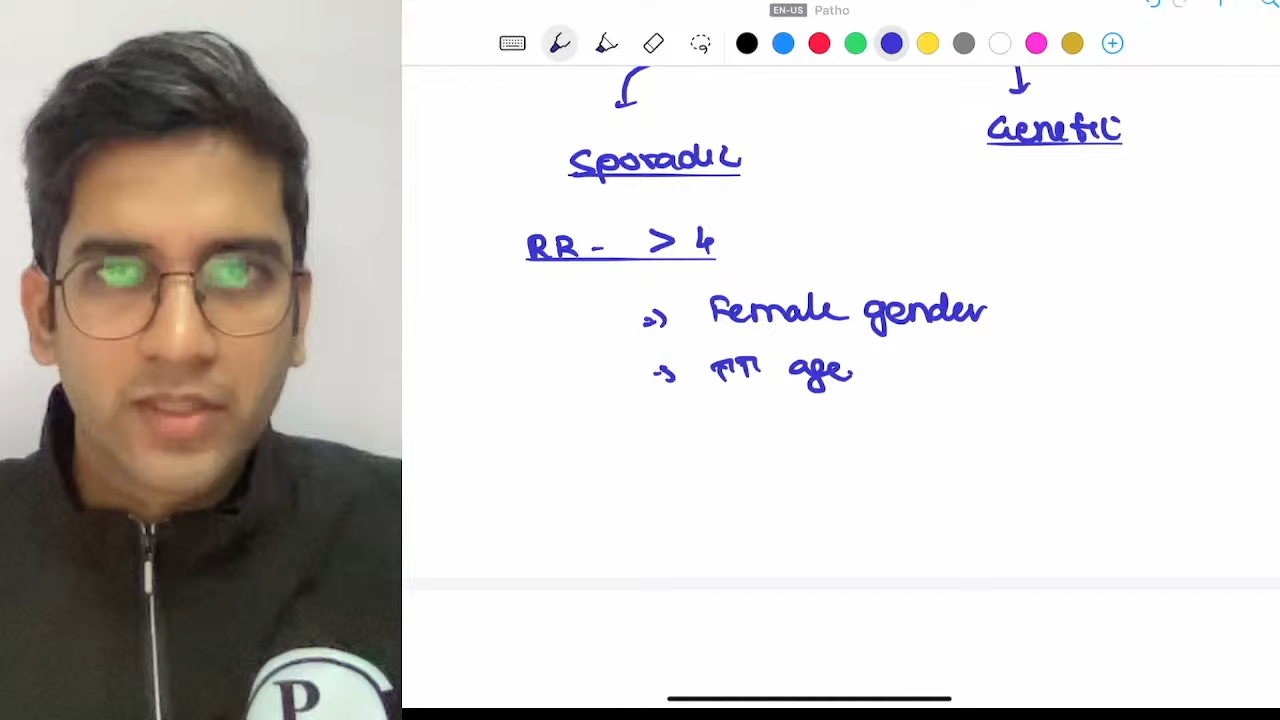 EN-US Patho
Genetic
Sporadic
RR - > 4
→ Female gender
→ ↑↑ age
P